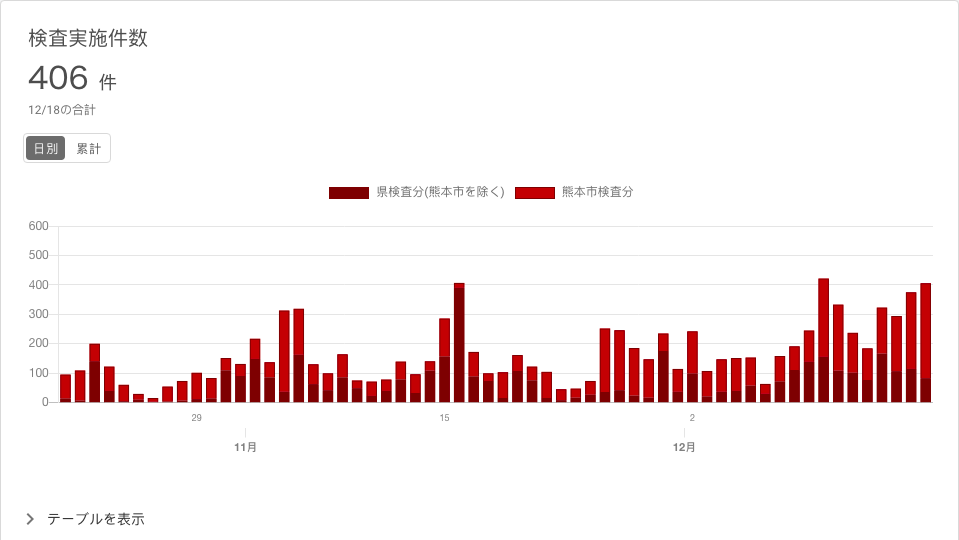 検査実施件数
406 件
12/18の合計
日別 累計
県検査分(熊本市を除く) 熊本市検査分
600
500
400
300
200
100
0
29 15 2
11月 12月
テーブルを表示